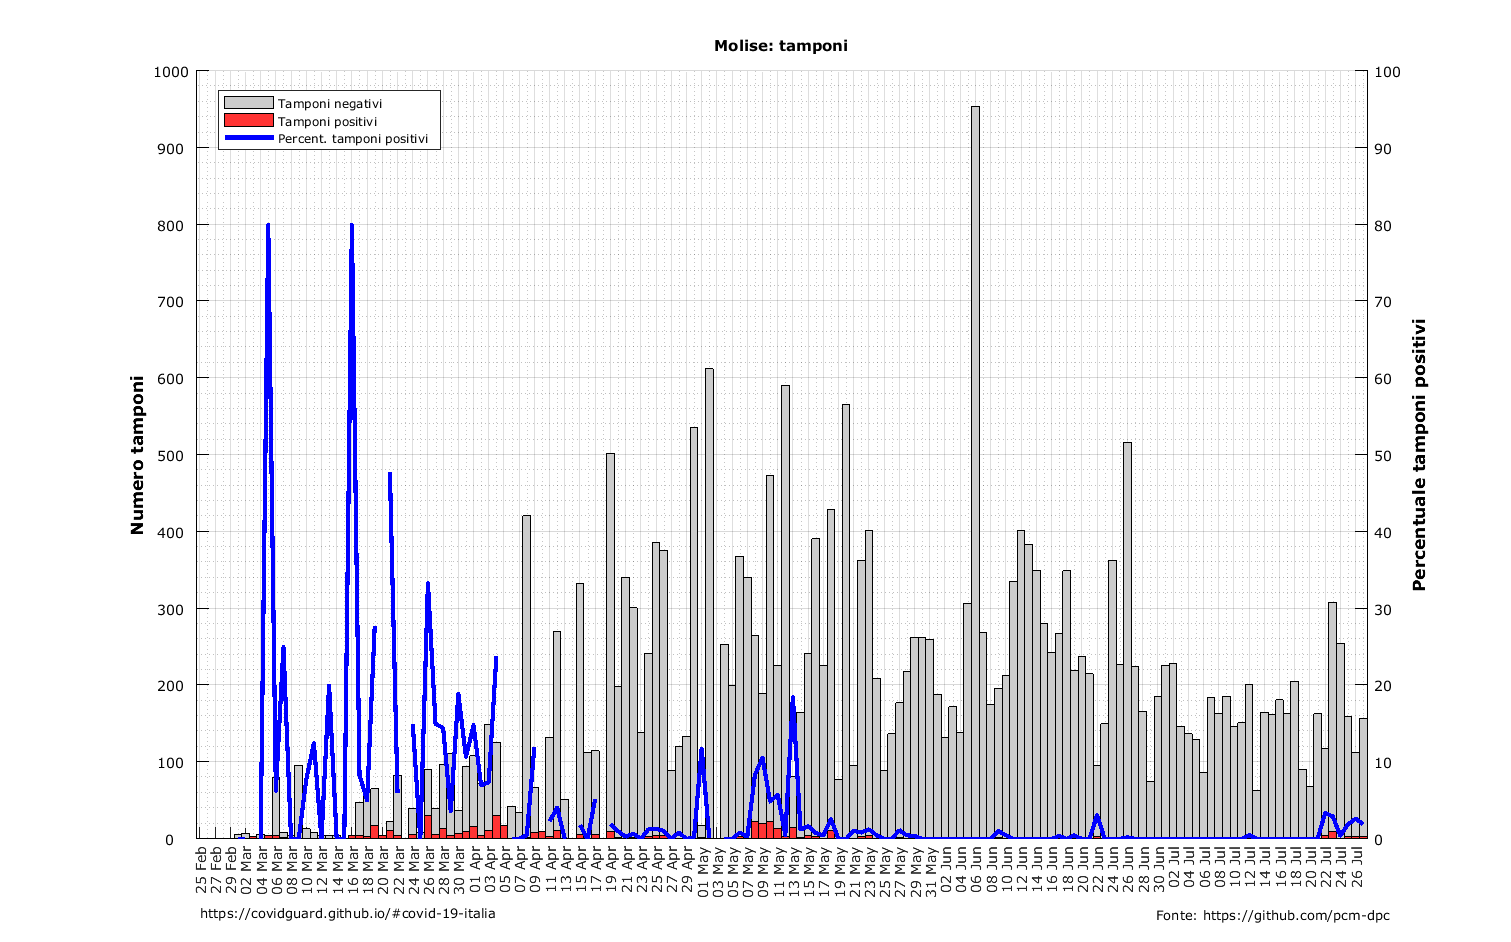 Molise: tamponi
1000
900
800
700
600
500
400
300
200
100
0
100
90
80
70
60
50
40
30
20
10
0
Tamponi negativi
Tamponi positivi
Percent. tamponi positivi
Numero tamponi
Percentuale tamponi positivi
25 Feb
27 Feb
29 Feb
02 Mar
04 Mar
06 Mar
08 Mar
10 Mar
12 Mar
14 Mar
16 Mar
18 Mar
20 Mar
22 Mar
24 Mar
26 Mar
28 Mar
30 Mar
01 Apr
03 Apr
05 Apr
07 Apr
09 Apr
11 Apr
13 Apr
15 Apr
17 Apr
19 Apr
21 Apr
23 Apr
25 Apr
27 Apr
29 Apr
01 May
03 May
05 May
07 May
09 May
11 May
13 May
15 May
17 May
19 May
21 May
23 May
25 May
27 May
29 May
31 May
02 Jun
04 Jun
06 Jun
08 Jun
10 Jun
12 Jun
14 Jun
16 Jun
18 Jun
20 Jun
22 Jun
24 Jun
26 Jun
28 Jun
30 Jun
02 Jul
04 Jul
06 Jul
08 Jul
10 Jul
12 Jul
14 Jul
16 Jul
18 Jul
20 Jul
22 Jul
24 Jul
26 Jul
https://covidguard.github.io/#covid-19-italia
Fonte: https://github.com/pcm-dpc